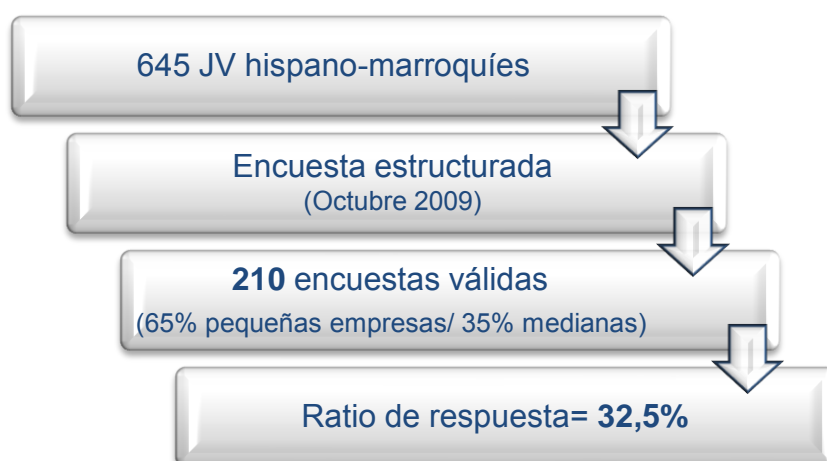 645 JV hispano-marroquíes
Encuesta estructurada
(Octubre 2009)
210 encuestas válidas
(65% pequeñas empresas/ 35% medianas)
Ratio de respuesta= 32,5%